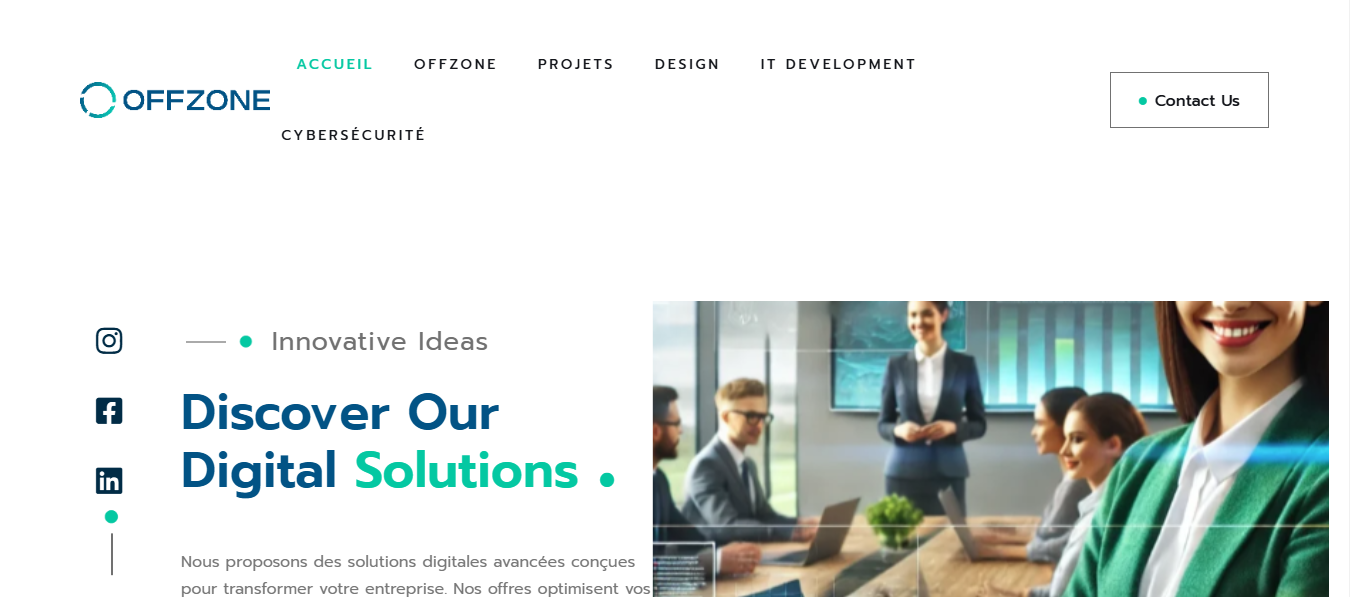 OFFZONE
ACCUEIL OFFZONE PROJETS DESIGN IT DEVELOPMENT
CYBERSÉCURITÉ
Contact Us
Innovative Ideas
Discover Our
Digital Solutions
Nous proposons des solutions digitales avancées conçues
pour transformer votre entreprise. Nos offres optimisent vos